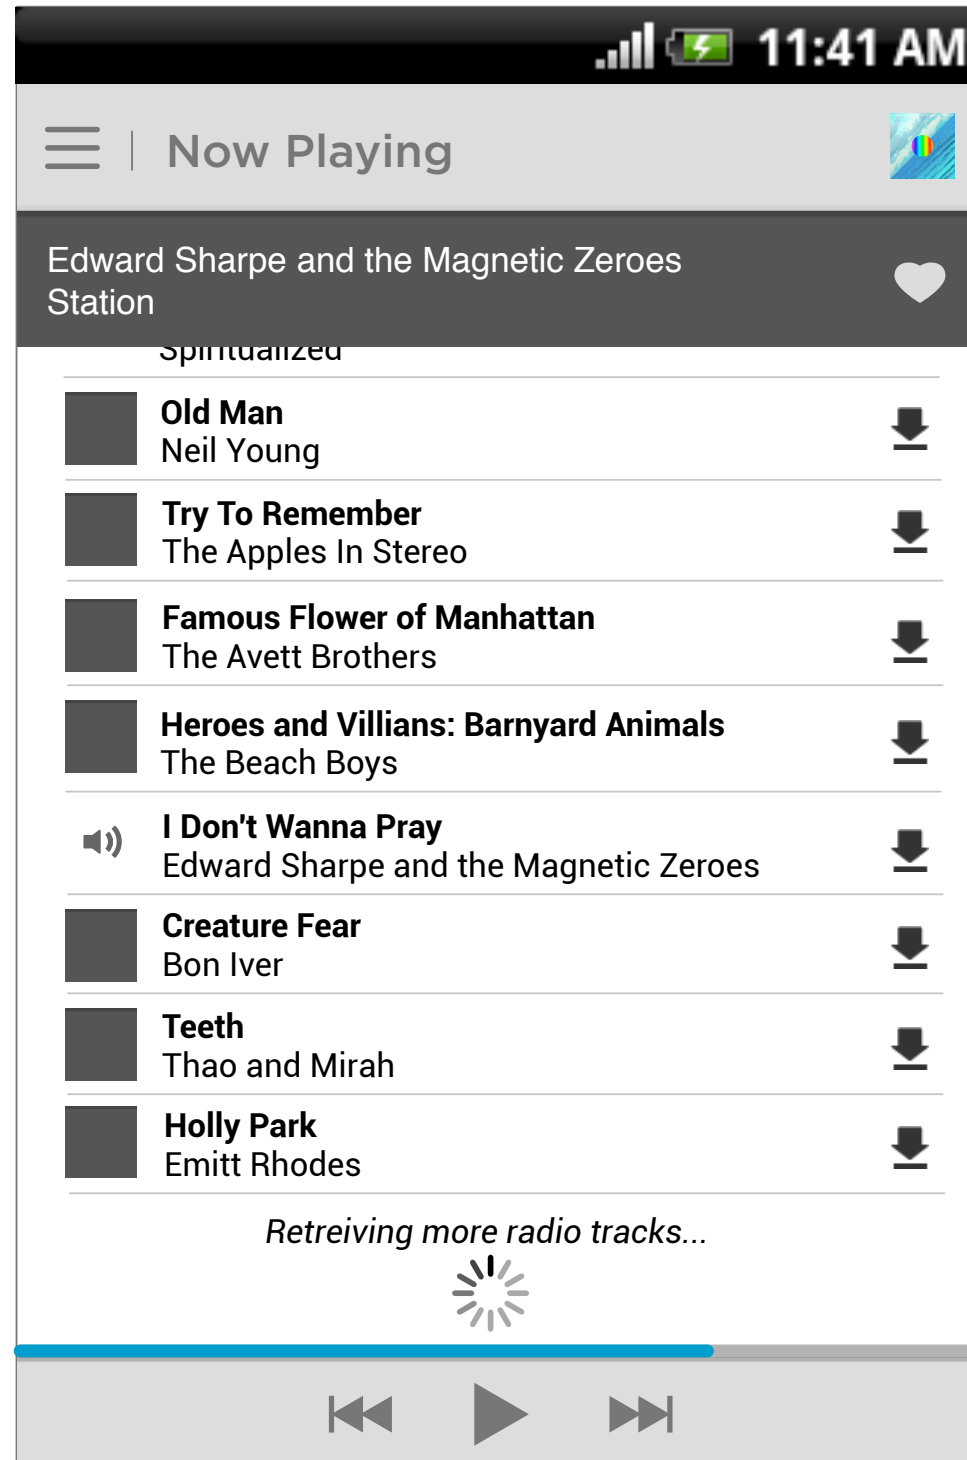 11:41 AM
Now Playing
Edward Sharpe and the Magnetic Zeroes
Station
Spiritualized
Old Man
Neil Young
Try To Remember
The Apples In Stereo
Famous Flower of Manhattan
The Avett Brothers
Heroes and Villians: Barnyard Animals
The Beach Boys
I Don't Wanna Pray
Edward Sharpe and the Magnetic Zeroes
Creature Fear
Bon Iver
Teeth
Thao and Mirah
Holly Park
Emitt Rhodes
Retreiving more radio tracks...